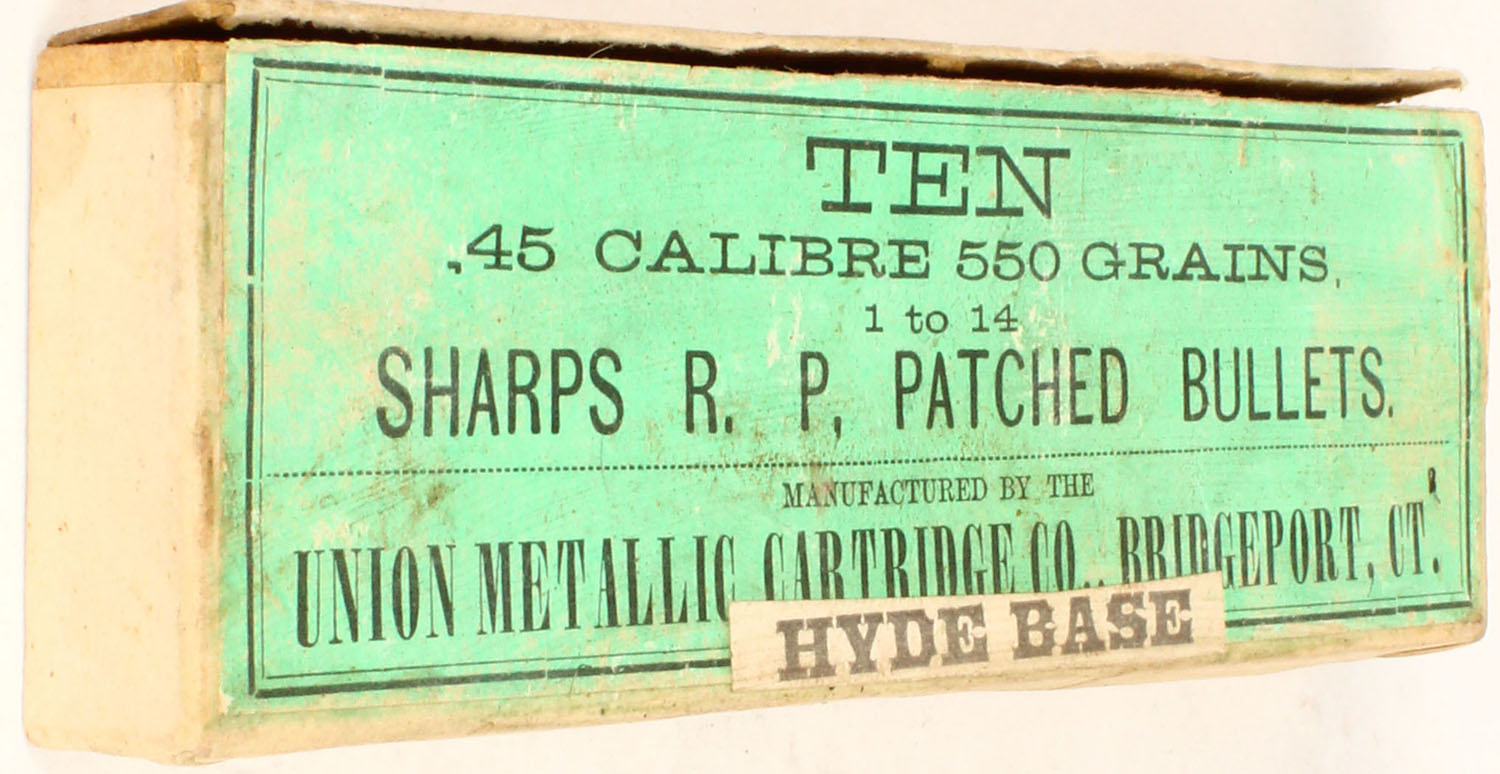 TEN
.45 CALIBRE 550 GRAINS,
1 to 14
SHARPS R. P, PATCHED BULLETS.
MANUFACTURED BY THE
UNION METALLIC CARTRIDGE CO., BRIDGEPORT, CT.
HYDE BASE